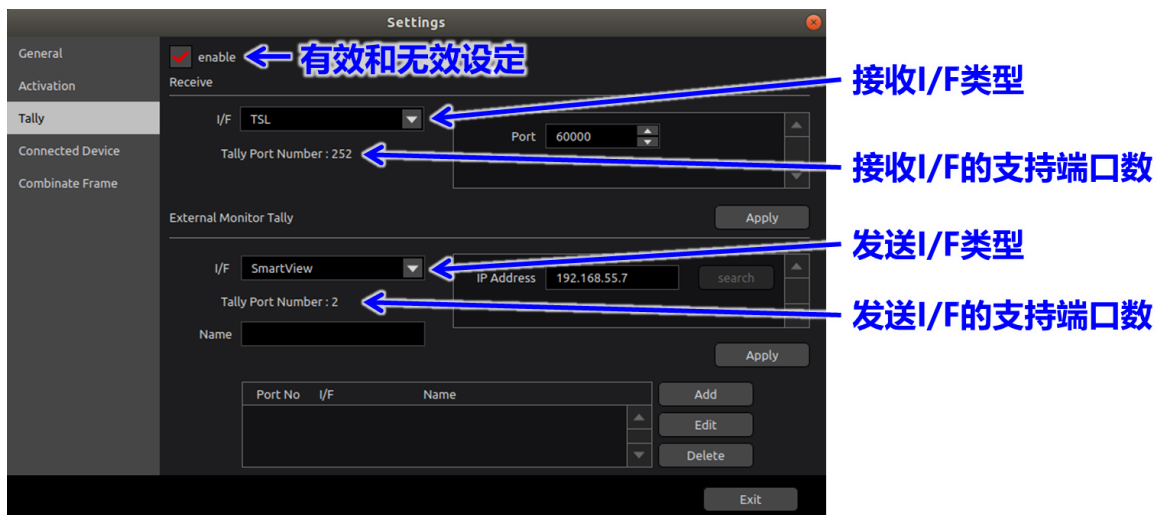 Settings
General
Activation
Tally
Connected Device
Combinate Frame
enable
有效和无效设定
Receive
I/F TSL
Port 60000
Tally Port Number : 252
接收I/F类型
接收I/F的支持端口数
External Monitor Tally
Apply
I/F SmartView
IP Address 192.168.55.7 search
Tally Port Number : 2
发送I/F类型
发送I/F的支持端口数
Name
Apply
Port No I/F Name
Add
Edit
Delete
Exit